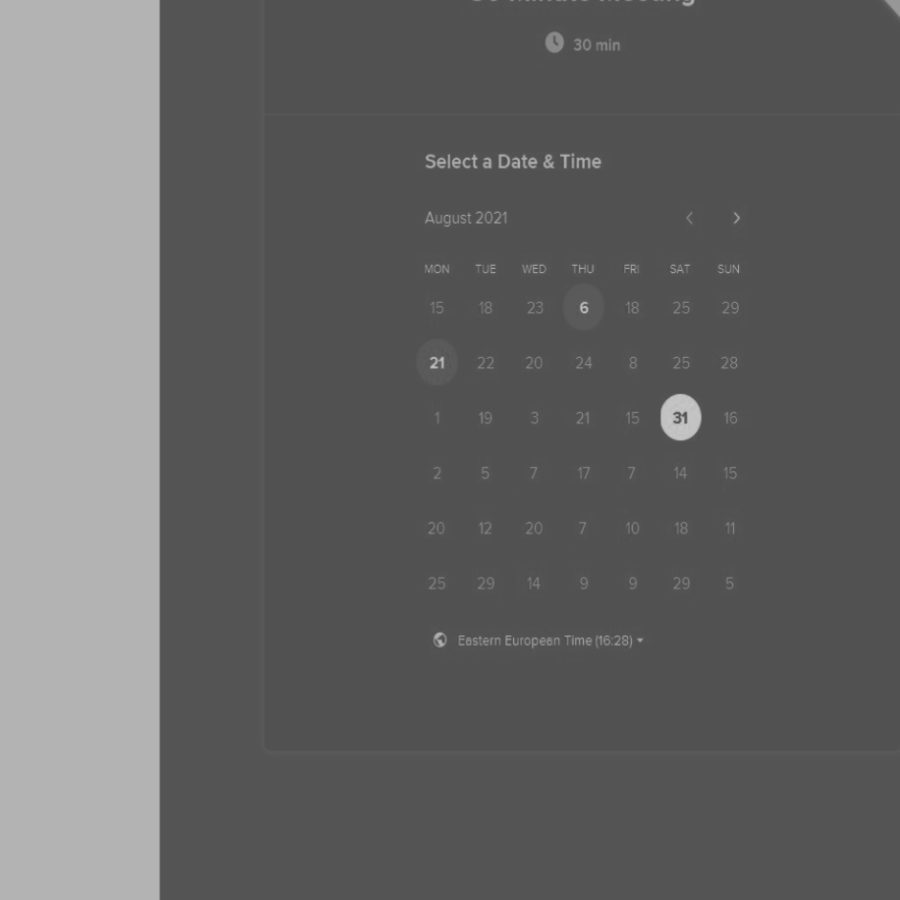 30 min
Select a Date & Time
August 2021
MON TUE WED THU FRI SAT SUN
15 18 23 6 18 25 29
21 22 20 24 8 25 28
1 19 3 21 15 31 16
2 5 7 17 7 14 15
20 12 20 7 10 18 11
25 29 14 9 9 29 5
Eastern European Time (16:28)